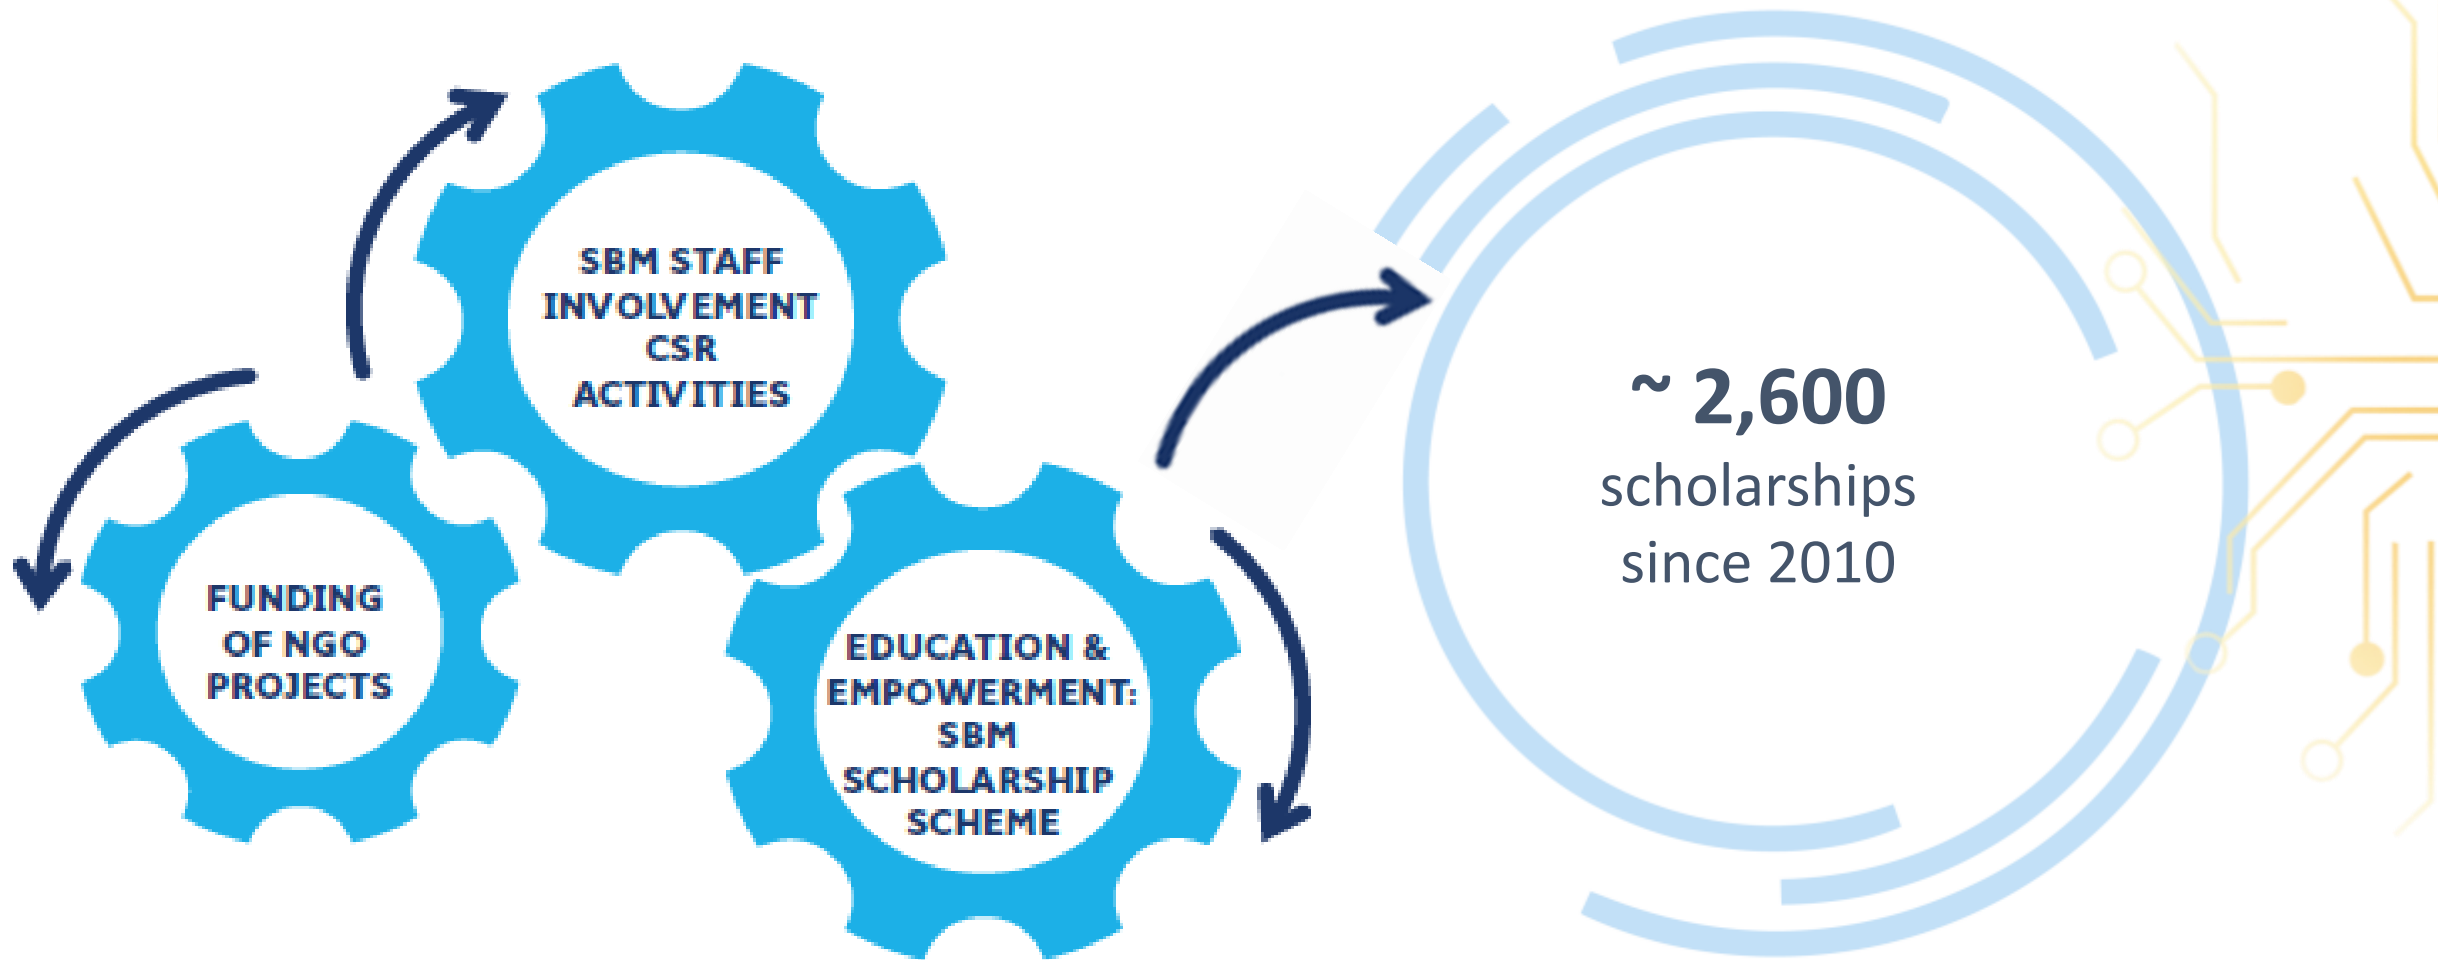 SBM STAFF
INVOLVEMENT
CSR
ACTIVITIES
FUNDING
OF NGO
PROJECTS
EDUCATION &
EMPOWERMENT:
SBM
SCHOLARSHIP
SCHEME
~ 2,600
scholarships
since 2010